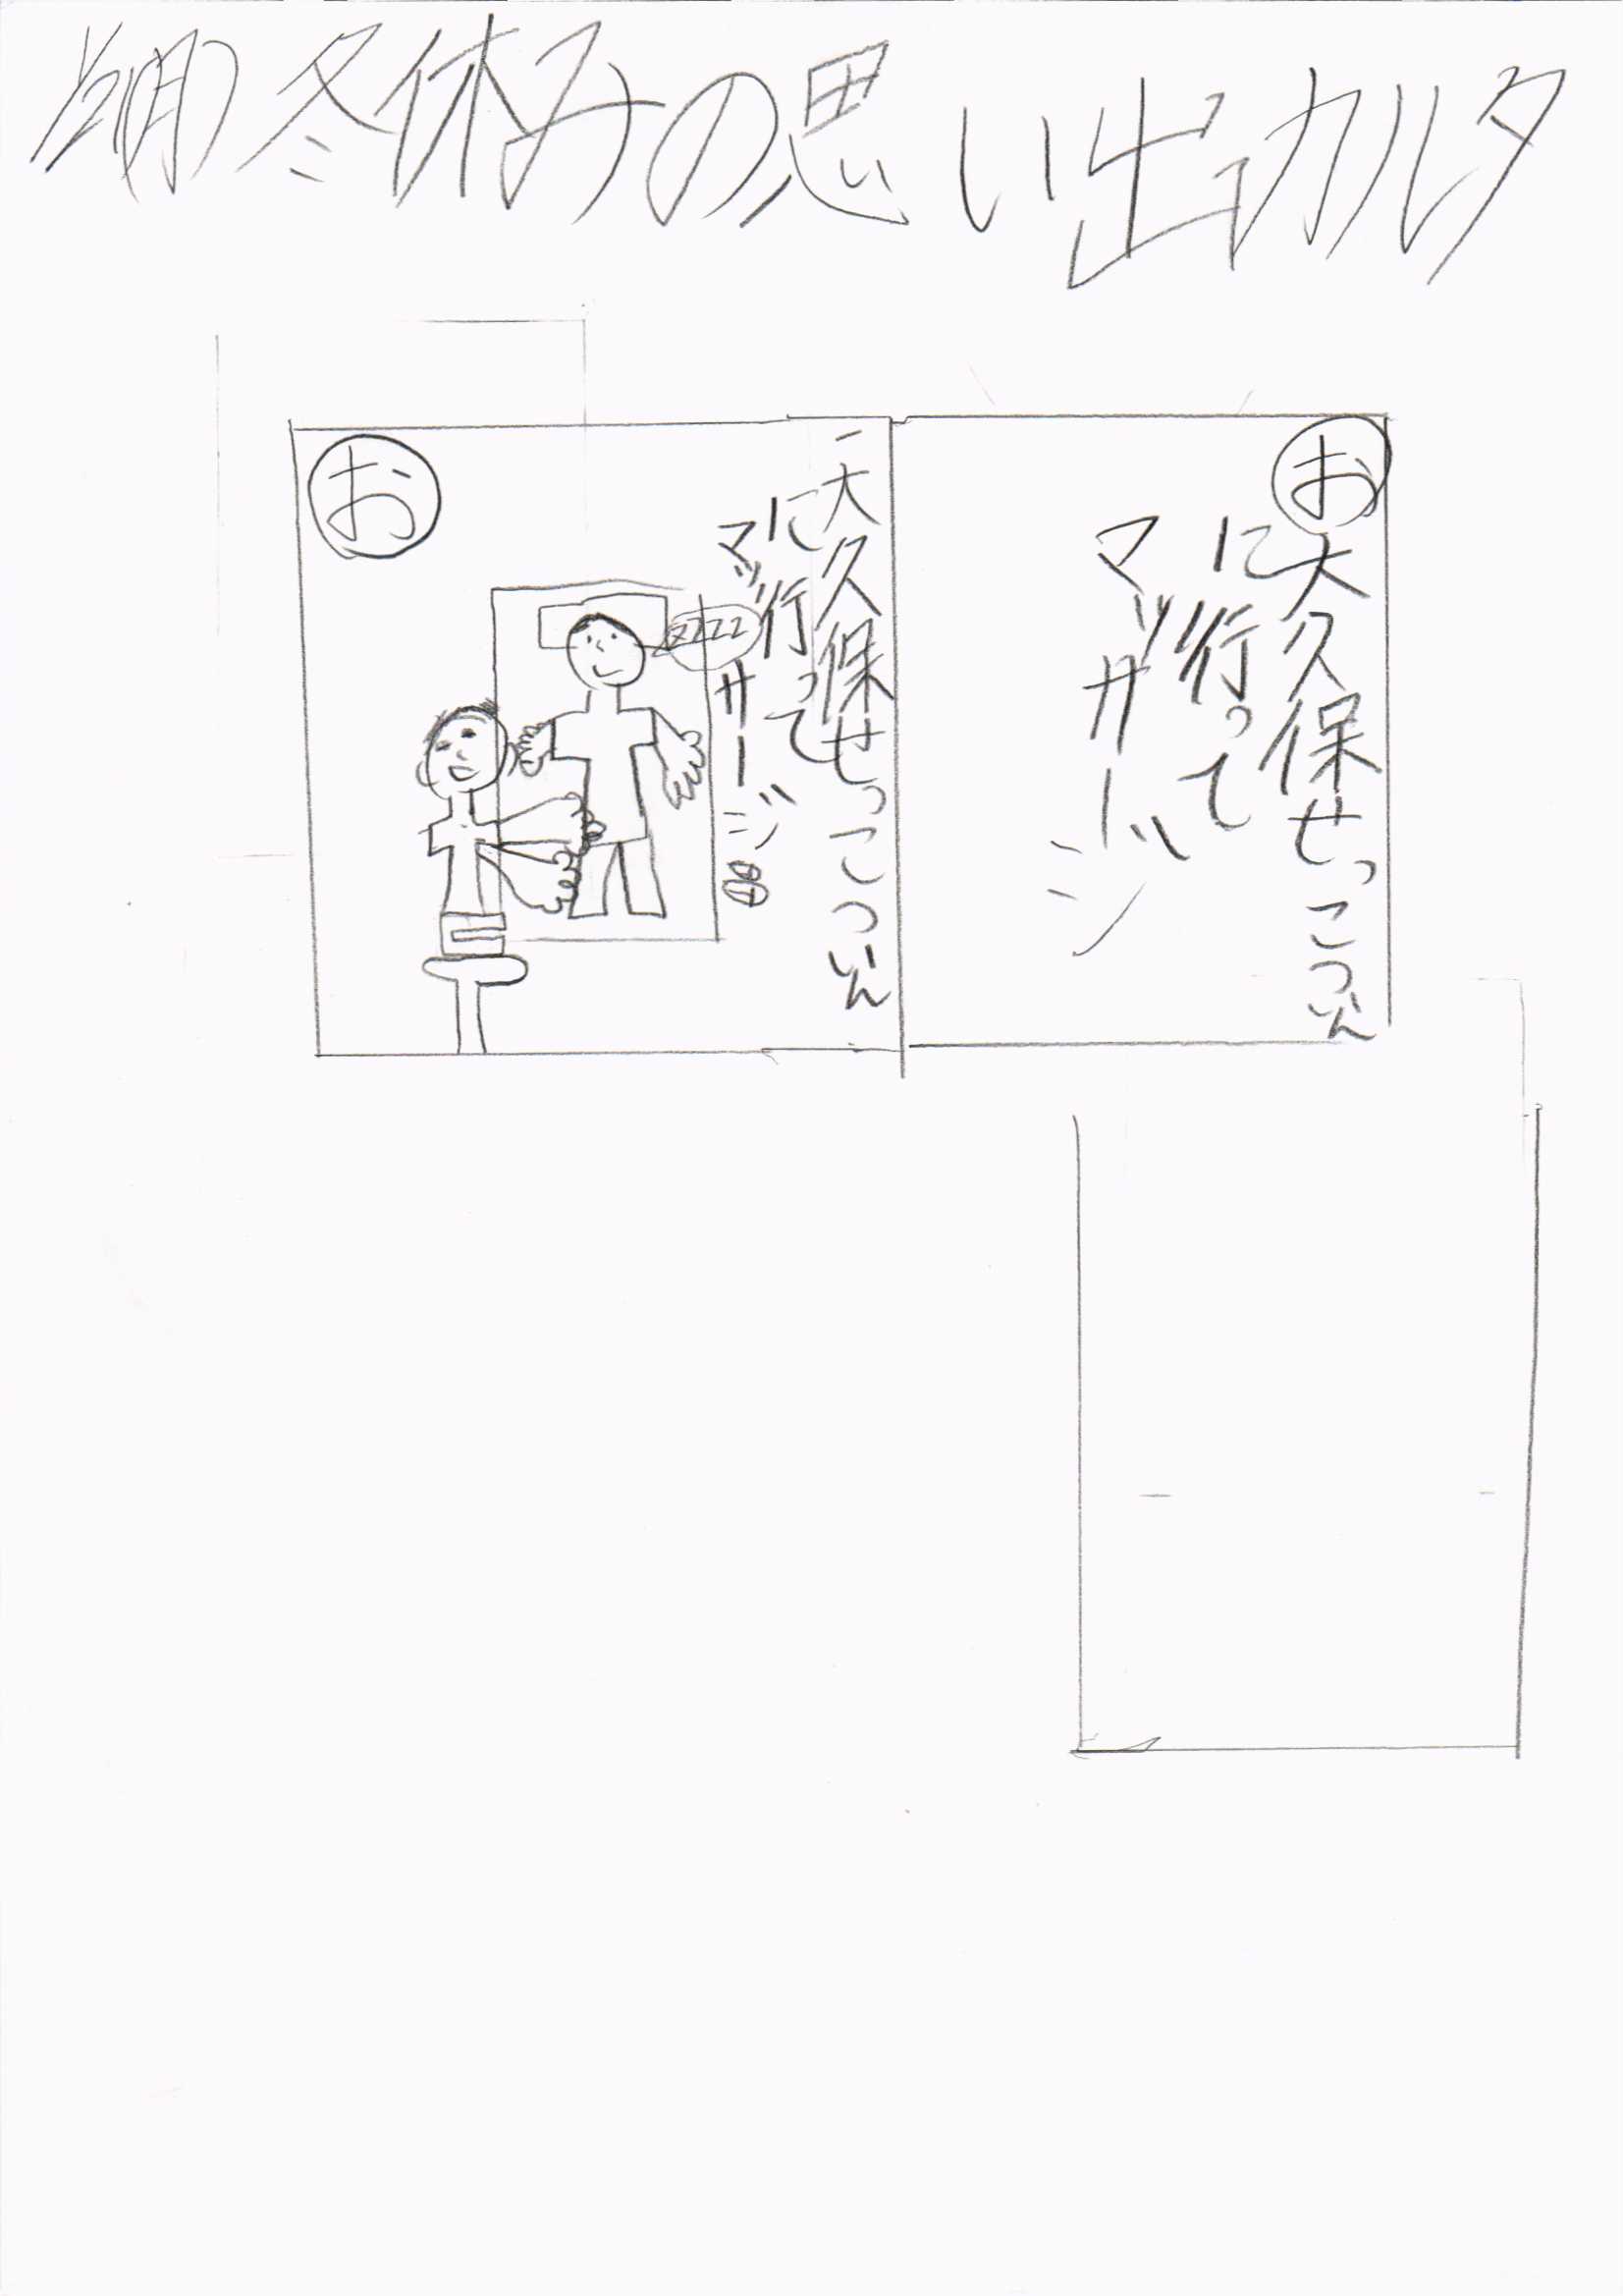 冬休みの思い出カルタ
お
大久保せっこついん
に行って
マッサージ
大久保せっこついん
に行って
マッサージ
zzzz
お